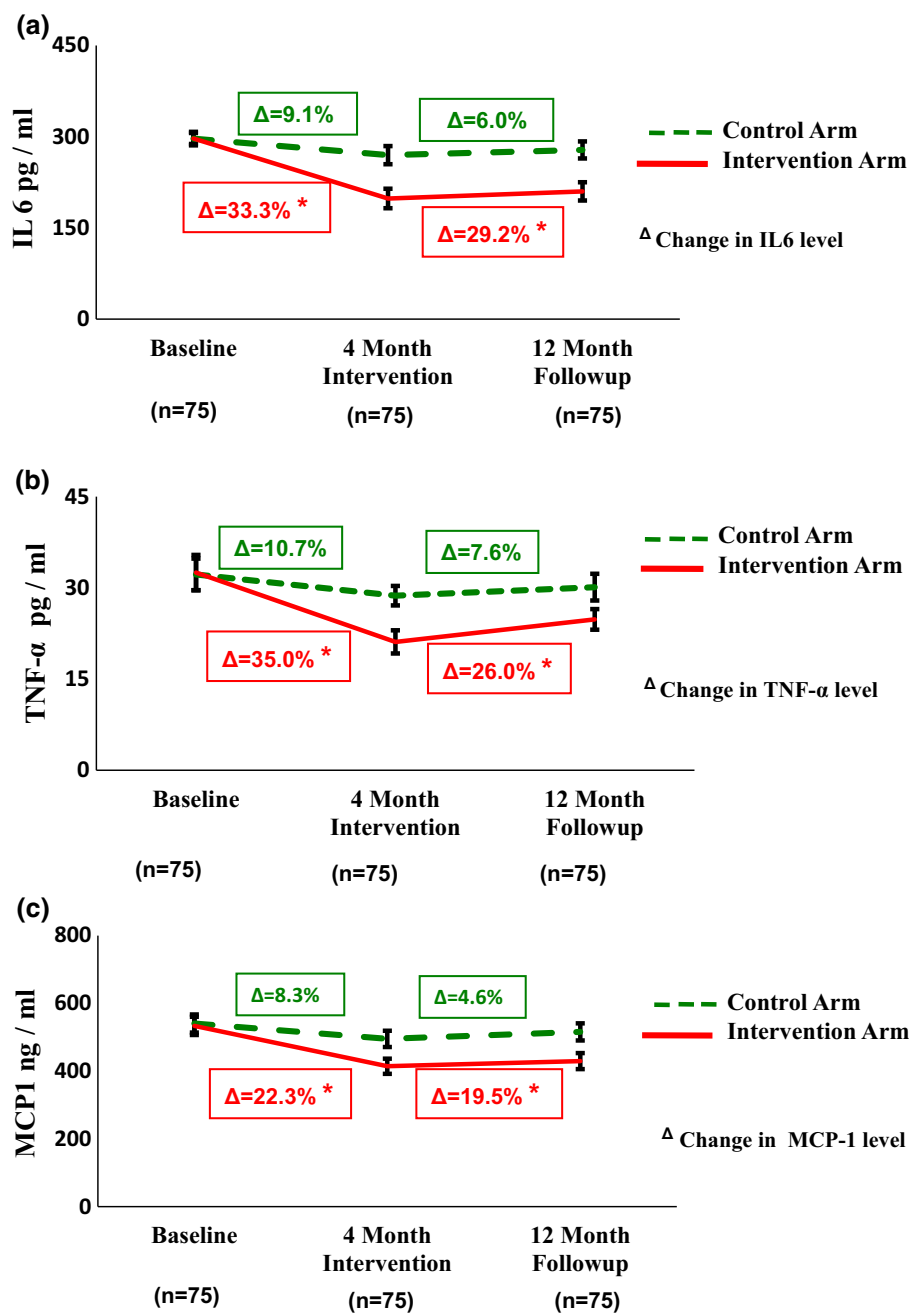 (a)
450
300
150
0
IL 6 pg / ml
Δ=9.1%
Δ=6.0%
Δ=33.3% *
Δ=29.2% *
Control Arm
Intervention Arm
Δ Change in IL6 level
Baseline
4 Month
Intervention
12 Month
Followup
(n=75)
(n=75)
(n=75)
(b)
45
30
15
0
TNF-α pg / ml
Δ=10.7%
Δ=7.6%
Δ=35.0% *
Δ=26.0% *
Control Arm
Intervention Arm
Δ Change in TNF-α level
Baseline
4 Month
Intervention
12 Month
Followup
(n=75)
(n=75)
(n=75)
(c)
800
600
400
200
0
MCP1 ng / ml
Δ=8.3%
Δ=4.6%
Δ=22.3% *
Δ=19.5% *
Control Arm
Intervention Arm
Δ Change in MCP-1 level
Baseline
4 Month
Intervention
12 Month
Followup
(n=75)
(n=75)
(n=75)